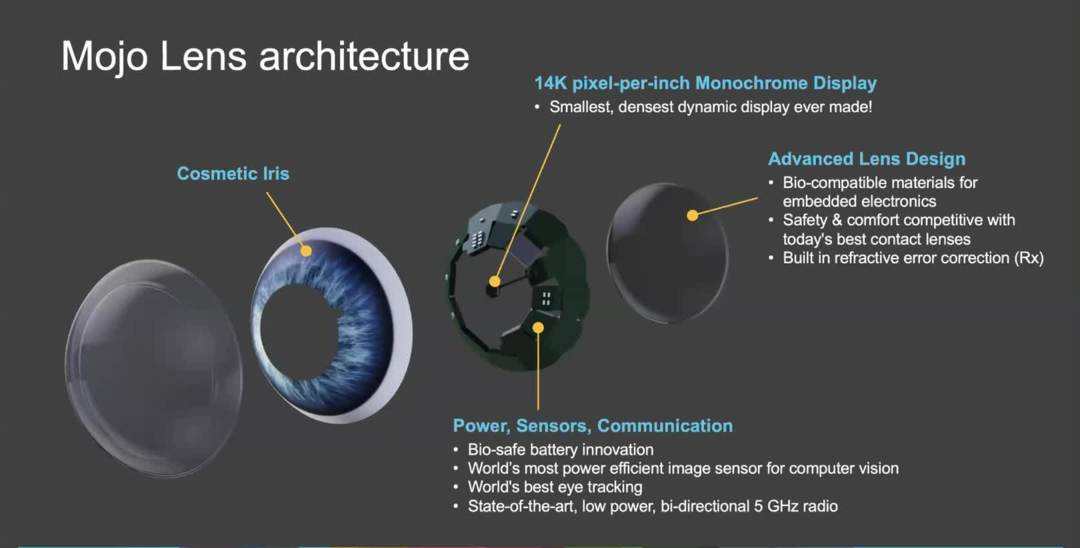 Mojo Lens architecture
14K pixel-per-inch Monochrome Display
• Smallest, densest dynamic display ever made!
Cosmetic Iris
Advanced Lens Design
• Bio-compatible materials for
embedded electronics
• Safety & comfort competitive with
today's best contact lenses
• Built in refractive error correction (Rx)
Power, Sensors, Communication
• Bio-safe battery innovation
• World's most power efficient image sensor for computer vision
• World's best eye tracking
• State-of-the-art, low power, bi-directional 5 GHz radio